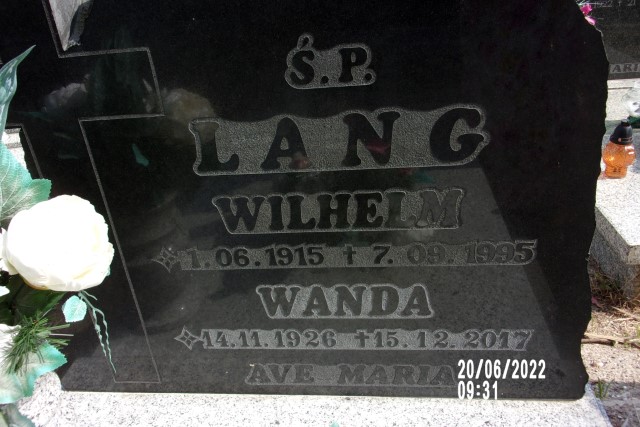 Ś.P.
LANG
WILHELM
1.06.1915 † 7.09.1995
WANDA
14.11.1926 † 15.12.2017
AVE MARIA
20/06/2022
09:31